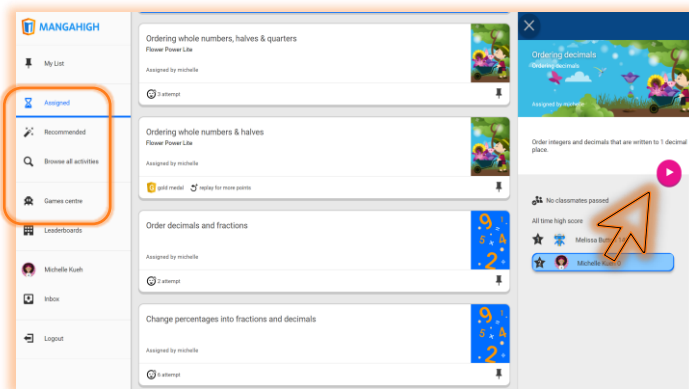 MANGAHIGH
My List
Assigned
Recommended
Browse all activities
Games centre
Leaderboards
Michelle Kueh
Inbox
Logout
Ordering whole numbers, halves & quarters
Flower Power Lite
Assigned by michelle
3 attempt
Ordering whole numbers & halves
Flower Power Lite
Assigned by michelle
gold medal replay for more points
Order decimals and fractions
Assigned by michelle
2 attempt
Change percentages into fractions and decimals
Assigned by michelle
6 attempt
Ordering decimals
Ordering decimals
Assigned by michelle
Order integers and decimals that are written to 1 decimal
place.
No classmates passed
All time high score
Melissa
Michelle